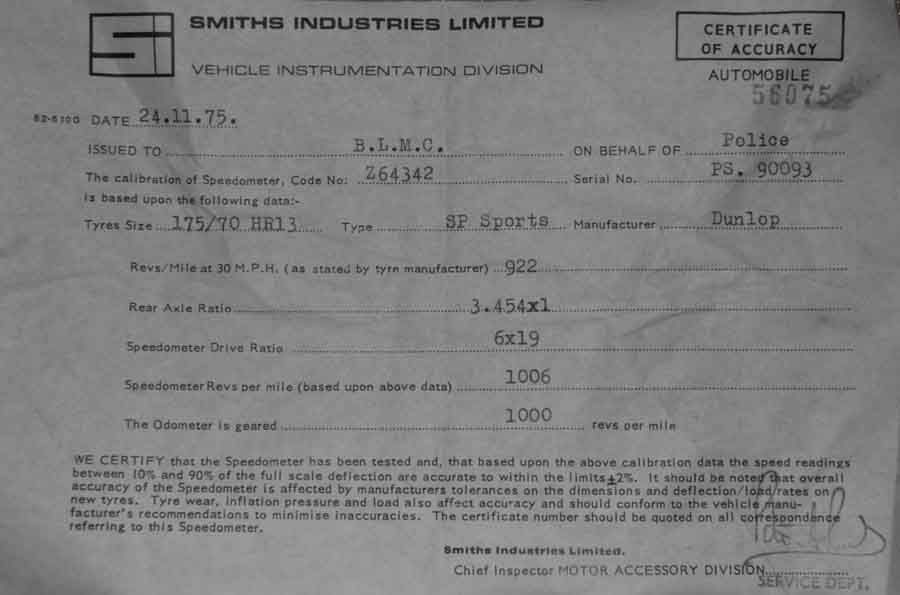 SMITHS INDUSTRIES LIMITED
VEHICLE INSTRUMENTATION DIVISION
CERTIFICATE
OF ACCURACY
AUTOMOBILE
56075
DATE 24.11.75.
ISSUED TO B.L.M.C. ON BEHALF OF Police
The calibration of Speedometer, Code No: Z64342 Serial No. PS. 90093
is based upon the following data:-
Tyres Size 175/70 HR13 Type SP Sports Manufacturer Dunlop
Revs/Mile at 30 M.P.H. (as stated by tyre manufacturer) 922
Rear Axle Ratio 3.454x1
Speedometer Drive Ratio 6x19
Speedometer Revs per mile (based upon above data) 1006
The Odometer is geared 1000 revs per mile
WE CERTIFY that the Speedometer has been tested and, that based upon the above calibration data the speed readings
between 10% and 90% of the full scale deflection are accurate to within the limits ±2%. It should be noted that overall
accuracy of the Speedometer is affected by manufacturers tolerances on the dimensions and deflection/load/rates on
new tyres. Tyre wear, inflation pressure and load also affect accuracy and should conform to the vehicle manu-
facturer's recommendations to minimise inaccuracies. The certificate number should be quoted on all correspondence
referring to this Speedometer.
Smiths Industries Limited.
Chief Inspector MOTOR ACCESSORY DIVISION
SERVICE DEPT.